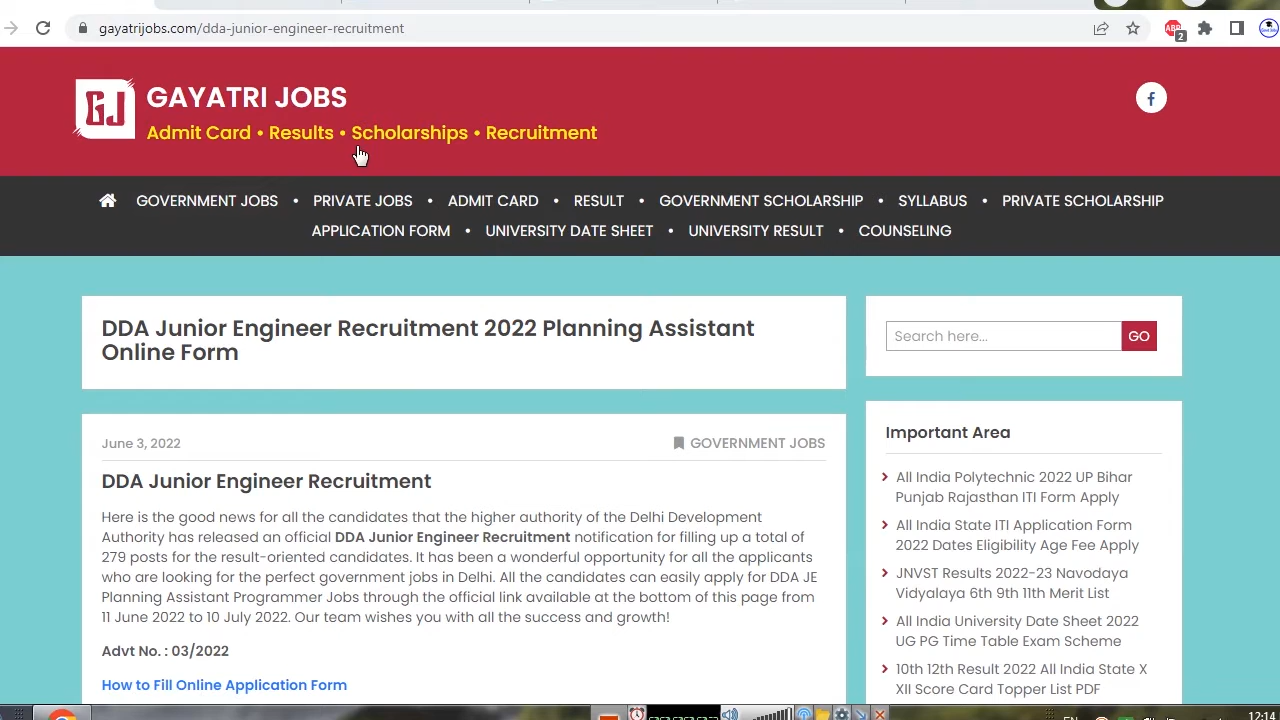 gayatrijobs.com/dda-junior-engineer-recruitment
ABP
2
GJ
GAYATRI JOBS
Admit Card • Results • Scholarships • Recruitment
GOVERNMENT JOBS • PRIVATE JOBS • ADMIT CARD • RESULT • GOVERNMENT SCHOLARSHIP • SYLLABUS • PRIVATE SCHOLARSHIP
APPLICATION FORM • UNIVERSITY DATE SHEET • UNIVERSITY RESULT • COUNSELING
DDA Junior Engineer Recruitment 2022 Planning Assistant
Online Form
Search here...
GO
June 3, 2022
GOVERNMENT JOBS
DDA Junior Engineer Recruitment
Here is the good news for all the candidates that the higher authority of the Delhi Development
Authority has released an official DDA Junior Engineer Recruitment notification for filling up a total of
279 posts for the result-oriented candidates. It has been a wonderful opportunity for all the applicants
who are looking for the perfect government jobs in Delhi. All the candidates can easily apply for DDA JE
Planning Assistant Programmer Jobs through the official link available at the bottom of this page from
11 June 2022 to 10 July 2022. Our team wishes you with all the success and growth!
Advt No. : 03/2022
How to Fill Online Application Form
Important Area
All India Polytechnic 2022 UP Bihar
Punjab Rajasthan ITI Form Apply
All India State ITI Application Form
2022 Dates Eligibility Age Fee Apply
JNVST Results 2022-23 Navodaya
Vidyalaya 6th 9th 11th Merit List
All India University Date Sheet 2022
UG PG Time Table Exam Scheme
10th 12th Result 2022 All India State X
XII Score Card Topper List PDF
EN
12:14